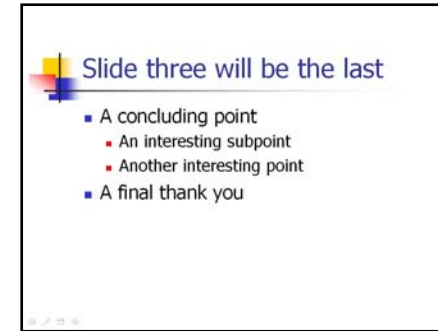 Slide three will be the last
A concluding point
An interesting subpoint
Another interesting point
A final thank you